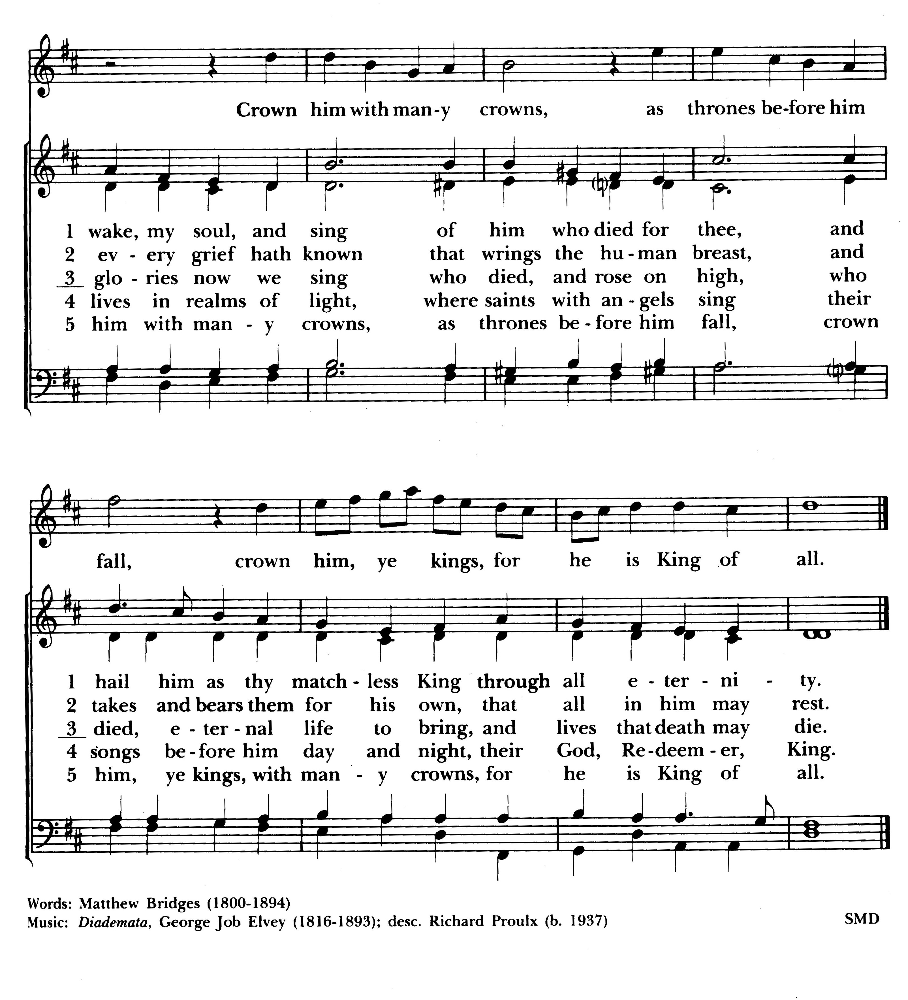 Crown him with man-y crowns, as thrones be-fore him
1 wake, my soul, and sing of him who died for thee, and
2 ev - ery grief hath known that wrings the hu - man breast, and
3 glo - ries now we sing who died, and rose on high, who
4 lives in realms of light, where saints with an - gels sing their
5 him with man - y crowns, as thrones be - fore him fall, crown
fall, crown him, ye kings, for he is King of all.
1 hail him as thy match - less King through all e - ter - ni - ty.
2 takes and bears them for his own, that all in him may rest.
3 died, e - ter - nal life to bring, and lives that death may die.
4 songs be - fore him day and night, their God, Re-deem - er, King.
5 him, ye kings, with man - y crowns, for he is King of all.
Words: Matthew Bridges (1800-1894)
Music: Diademata, George Job Elvey (1816-1893); desc. Richard Proulx (b. 1937) SMD